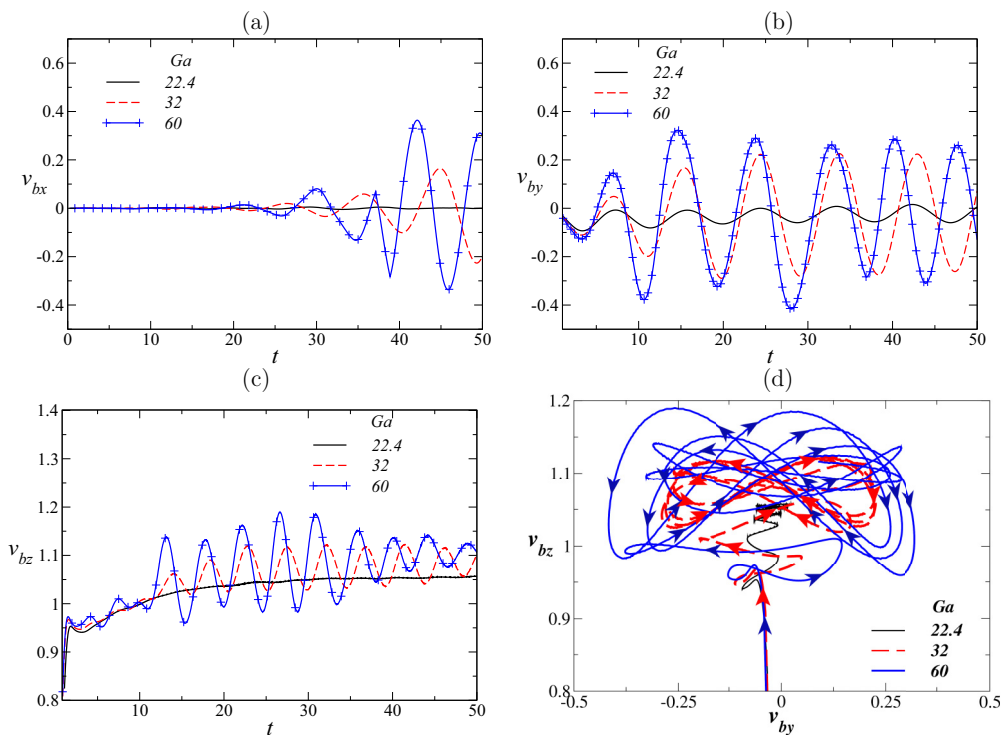 (a)
0.6
0.4
0.2
0
-0.2
-0.4
v_bx
Ga
22.4
32
60
0 10 20 30 40 50
t
(b)
0.6
0.4
0.2
0
-0.2
-0.4
v_by
Ga
22.4
32
60
10 20 30 40 50
t
(c)
1.4
1.3
1.2
1.1
1
0.9
0.8
v_bz
Ga
22.4
32
60
10 20 30 40 50
t
(d)
1.2
1.1
1
0.9
0.8
v_bz
Ga
22.4
32
60
-0.5 -0.25 0 0.25 0.5
v_by